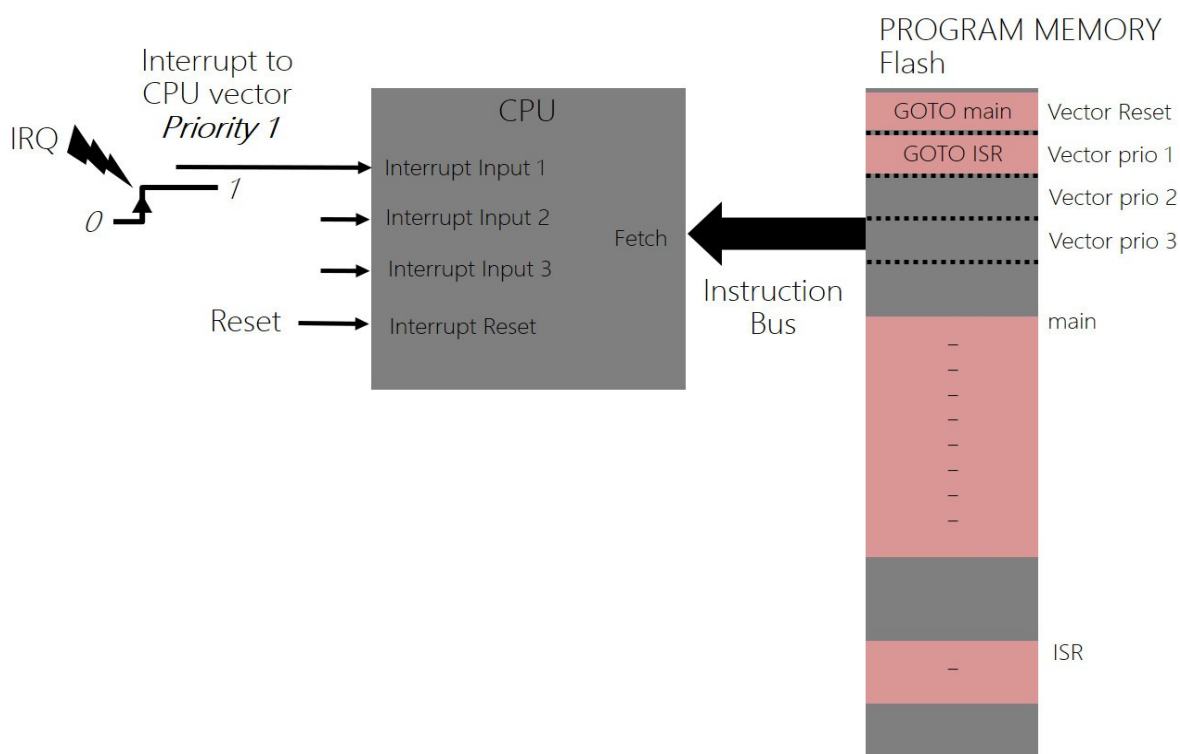 PROGRAM MEMORY
Flash
Interrupt to
CPU vector
Priority 1
IRQ
0
1
Reset
CPU
Interrupt Input 1
Interrupt Input 2
Interrupt Input 3
Interrupt Reset
Fetch
Instruction
Bus
GOTO main
Vector Reset
GOTO ISR
Vector prio 1
Vector prio 2
Vector prio 3
main
ISR